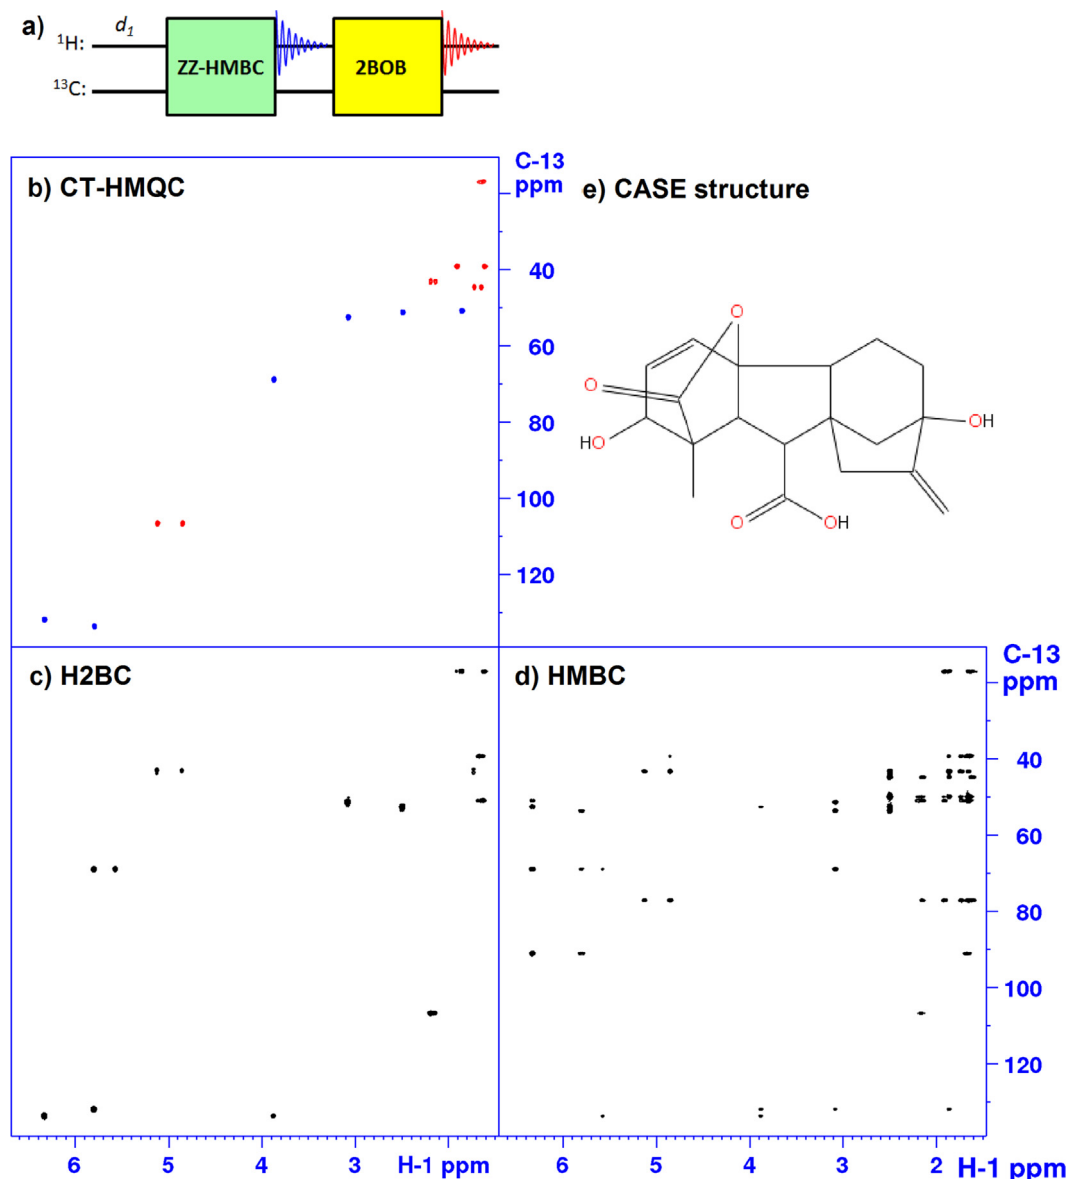 a)
d₁
¹H:
ZZ-HMBC
2BOB
¹³C:
b) CT-HMQC
C-13
ppm
40
60
80
100
120
e) CASE structure
O
O
HO
OH
O
OH
c) H2BC
6
5
4
3
H-1 ppm
d) HMBC
C-13
ppm
40
60
80
100
120
6
5
4
3
2
H-1 ppm